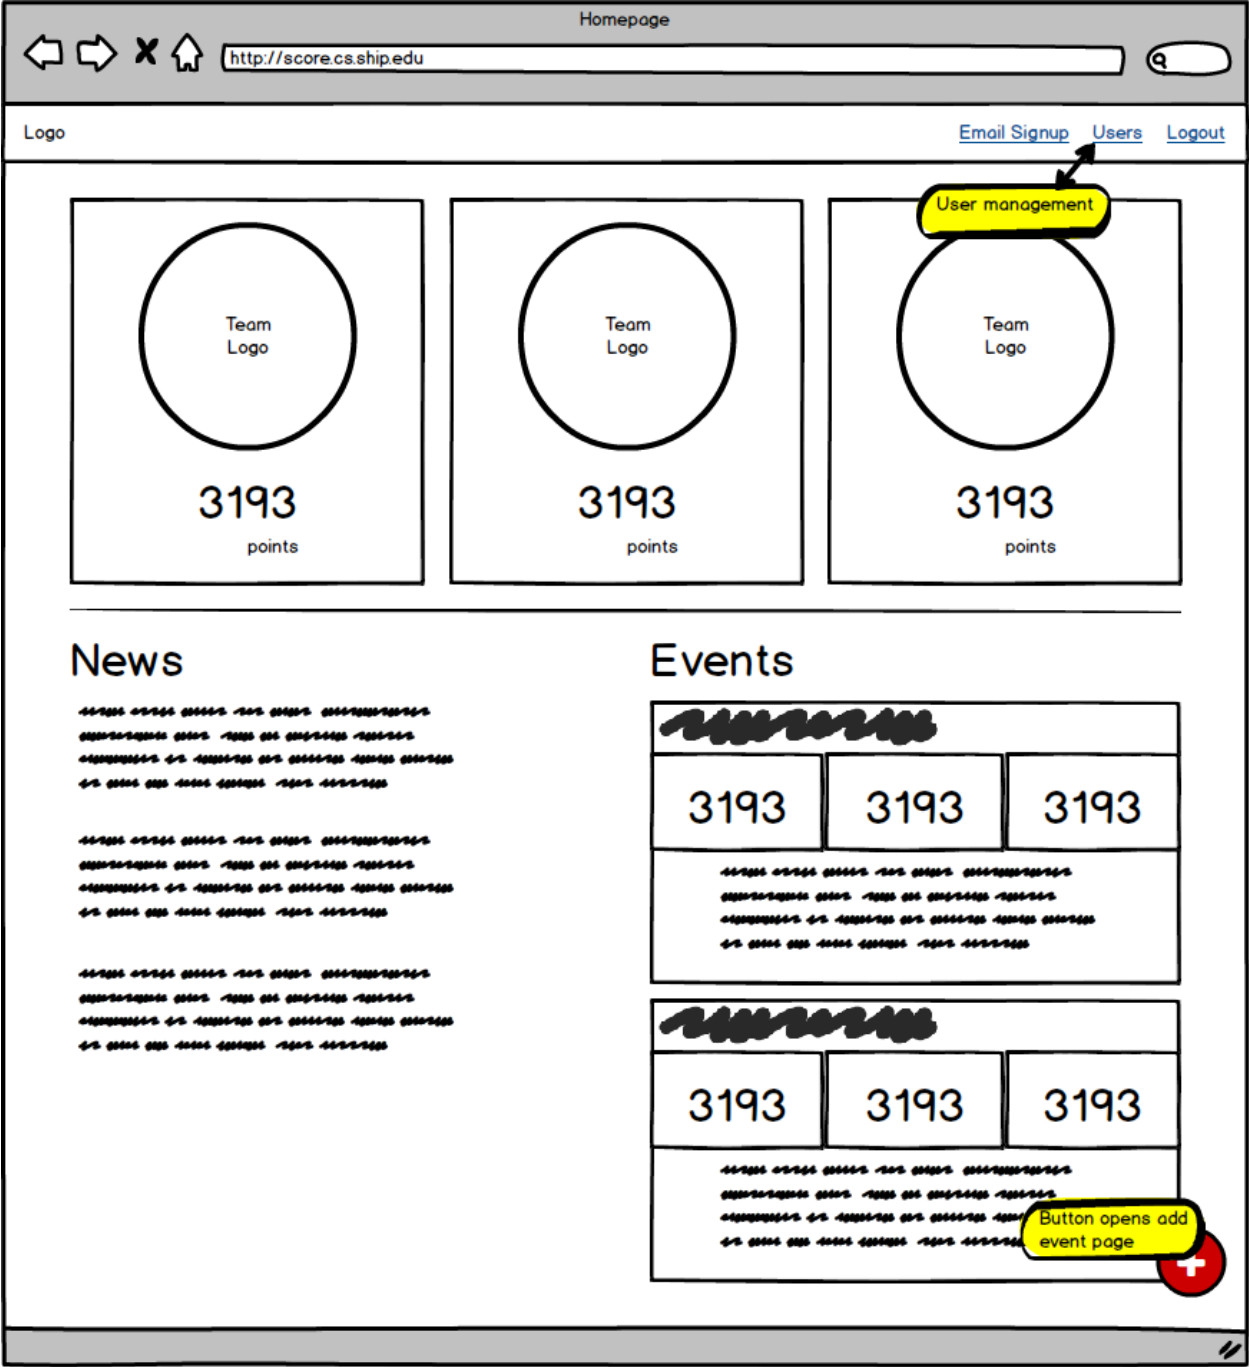 Homepage
http://score.cs.ship.edu
Logo
Email Signup Users Logout
User management
Team
Logo
3193
points
Team
Logo
3193
points
Team
Logo
3193
points
News
Events
3193 3193 3193
3193 3193 3193
Button opens add
event page